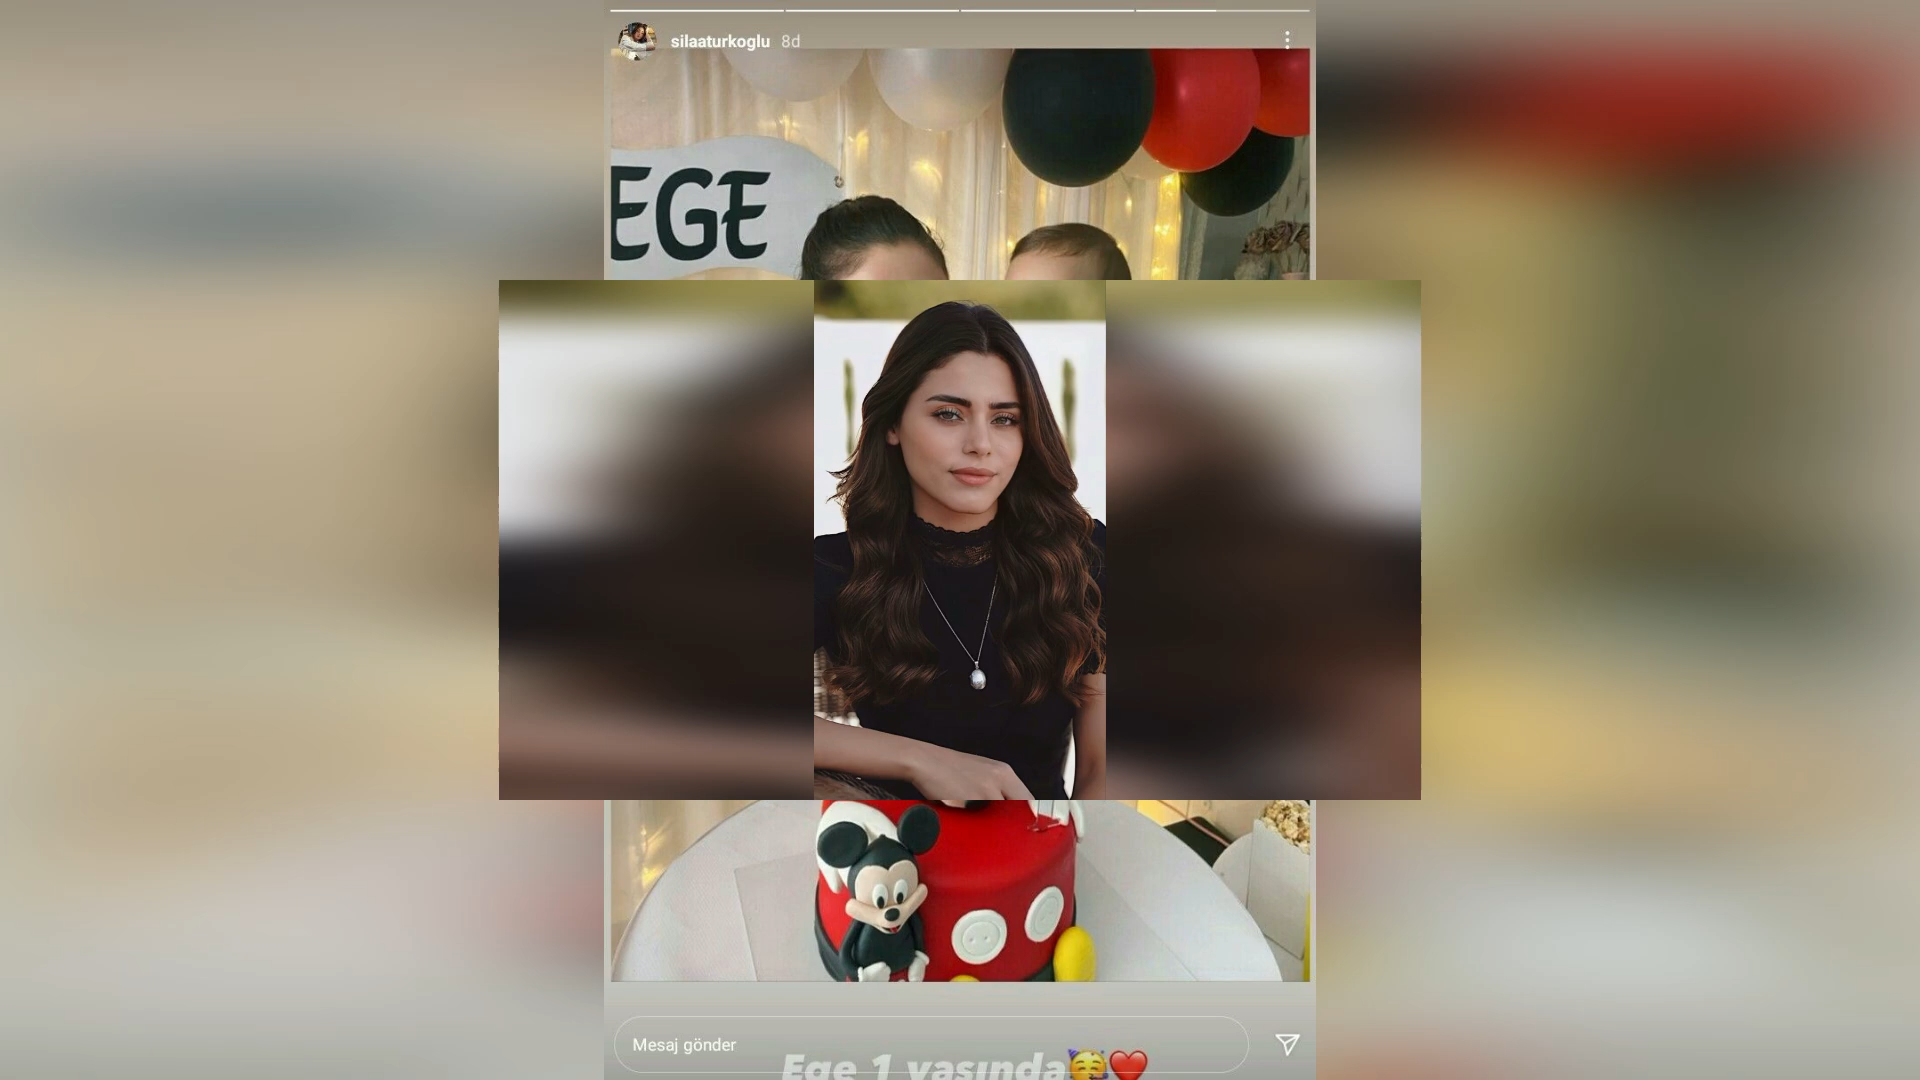 silaaturkoglu 8d
EGE
Mesaj gönder
Ege 1 yaşında🥳❤️